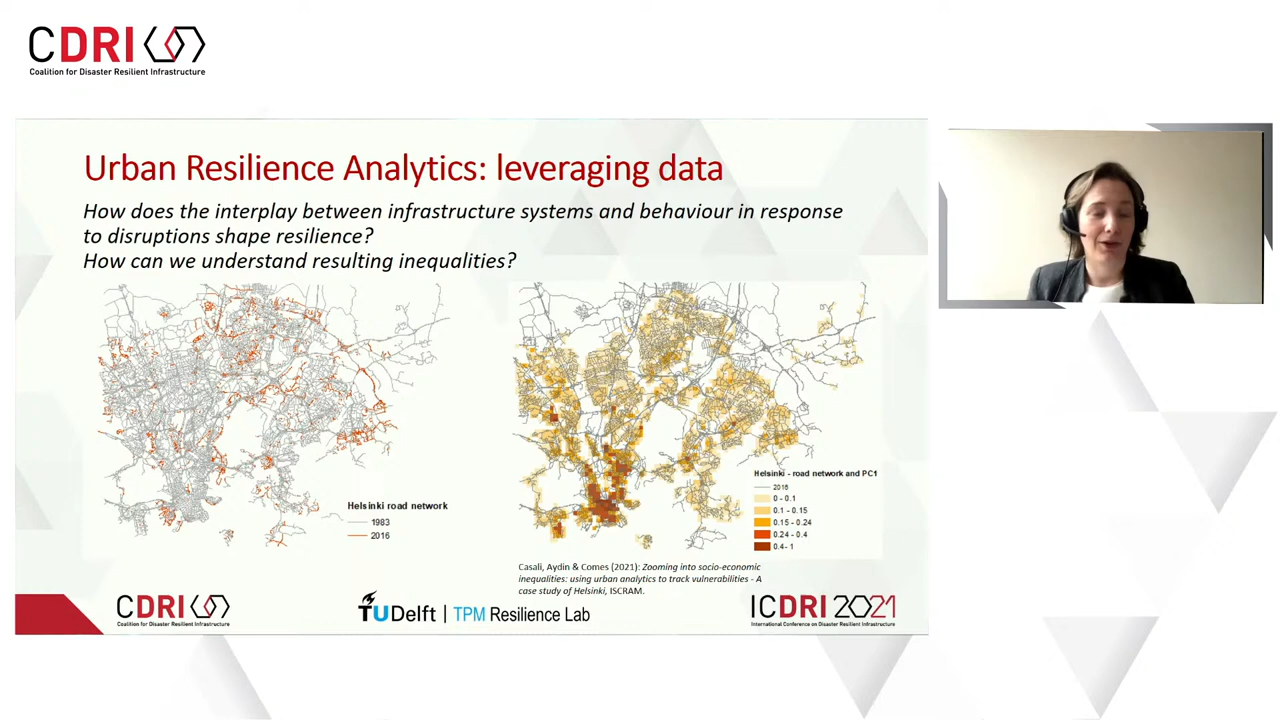 CDRI
Coalition for Disaster Resilient Infrastructure
Urban Resilience Analytics: leveraging data
How does the interplay between infrastructure systems and behaviour in response
to disruptions shape resilience?
How can we understand resulting inequalities?
Helsinki road network
1983
2016
Helsinki - road network and PC1
2016
0 - 0.1
0.1 - 0.15
0.15 - 0.24
0.24 - 0.4
0.4 - 1
Casali, Aydin & Comes (2021): Zooming into socio-economic
inequalities: using urban analytics to track vulnerabilities - A
case study of Helsinki, ISCRAM.
CDRI
Coalition for Disaster Resilient Infrastructure
TUDelft | TPM Resilience Lab
ICDRI 2021
International Conference on Disaster Resilient Infrastructure